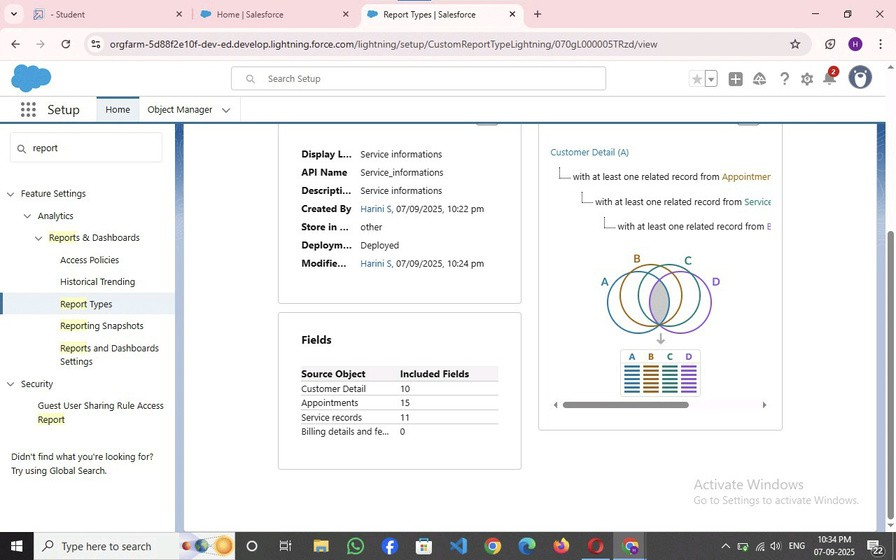 - Student
Home | Salesforce
Report Types | Salesforce
orgfarm-5d88f2e10f-dev-ed.develop.lightning.force.com/lightning/setup/CustomReportTypeLightning/070gL000005TRzd/view
H
Search Setup
2
Setup
Home
Object Manager
report
Feature Settings
Analytics
Reports & Dashboards
Access Policies
Historical Trending
Report Types
Reporting Snapshots
Reports and Dashboards
Settings
Security
Guest User Sharing Rule Access
Report
Didn't find what you're looking for?
Try using Global Search.
Display L... Service informations
API Name Service_informations
Descripti... Service informations
Created By Harini S, 07/09/2025, 10:22 pm
Store in ... other
Deploym... Deployed
Modifie... Harini S, 07/09/2025, 10:24 pm
Fields
Source Object Included Fields
Customer Detail 10
Appointments 15
Service records 11
Billing details and fe... 0
Customer Detail (A)
with at least one related record from Appointmen
with at least one related record from Service
with at least one related record from B
B C
A D
A B C D
Activate Windows
Go to Settings to activate Windows.
Type here to search
ENG
10:34 PM
07-09-2025
22